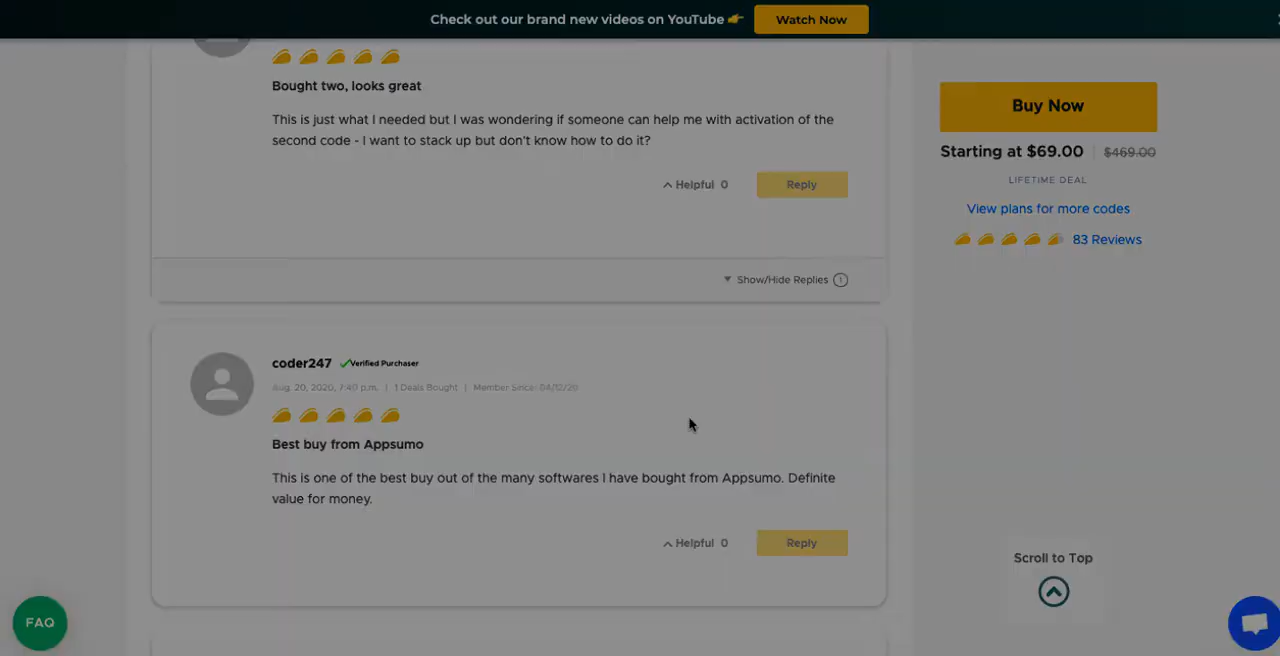 Check out our brand new videos on YouTube
Watch Now
Bought two, looks great
This is just what I needed but I was wondering if someone can help me with activation of the
second code - I want to stack up but don't know how to do it?
Helpful 0
Reply
Show/Hide Replies 1
Buy Now
Starting at $69.00 | $469.00
LIFETIME DEAL
View plans for more codes
83 Reviews
coder247 Verified Purchaser
Aug. 20, 2020, 7:40 p.m. | 1 Deals Bought | Member Since: 04/12/20
Best buy from Appsumo
This is one of the best buy out of the many softwares I have bought from Appsumo. Definite
value for money.
Helpful 0
Reply
Scroll to Top
FAQ